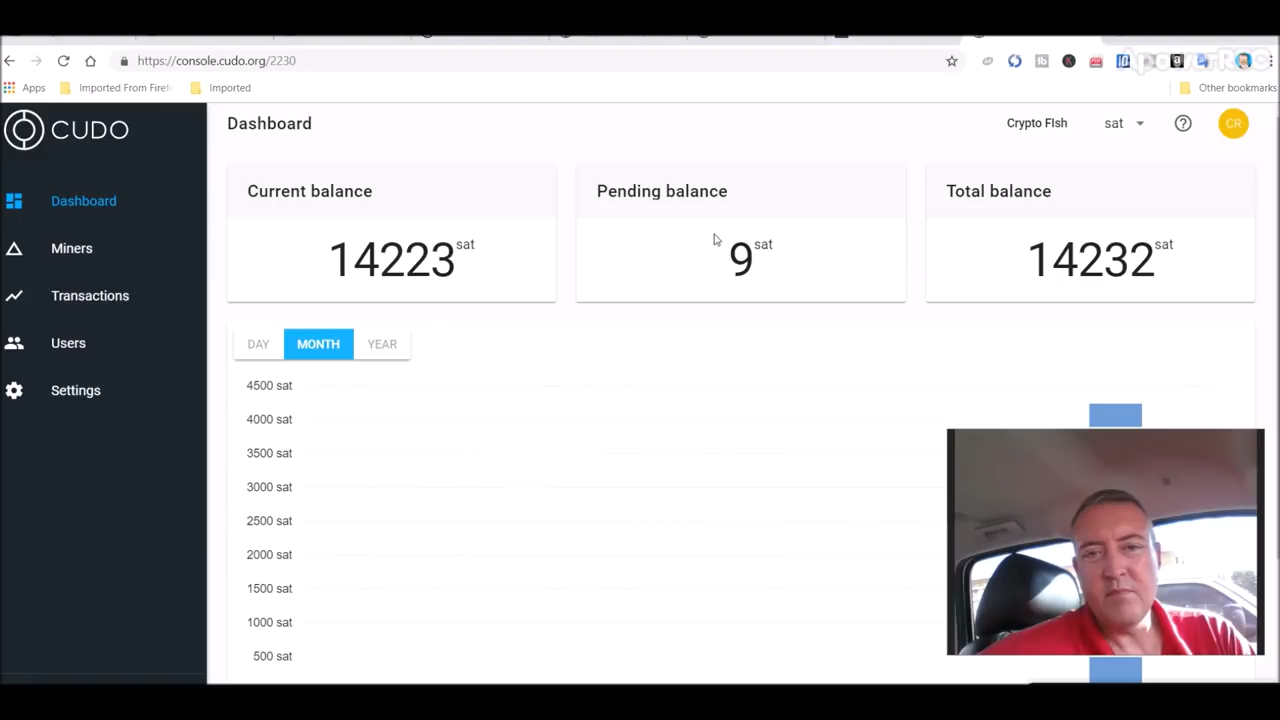 ApowerREC
https://console.cudo.org/2230
Apps
Imported From Firef
Imported
Other bookmarks
CUDO
Dashboard
Crypto FIsh
sat
CR
Dashboard
Miners
Transactions
Users
Settings
Current balance
14223 sat
Pending balance
9 sat
Total balance
14232 sat
DAY
MONTH
YEAR
4500 sat
4000 sat
3500 sat
3000 sat
2500 sat
2000 sat
1500 sat
1000 sat
500 sat